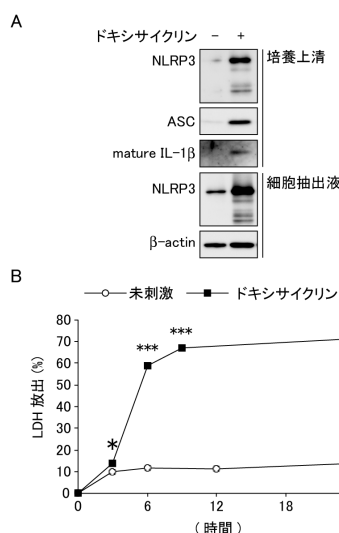 A
ドキシサイクリン − +
NLRP3
培養上清
ASC
mature IL-1β
NLRP3
細胞抽出液
β-actin
B
未刺激 ドキシサイクリン
LDH 放出 (%)
80
70
60
50
40
30
20
10
0
*
***
***
0 6 12 18
( 時間 )